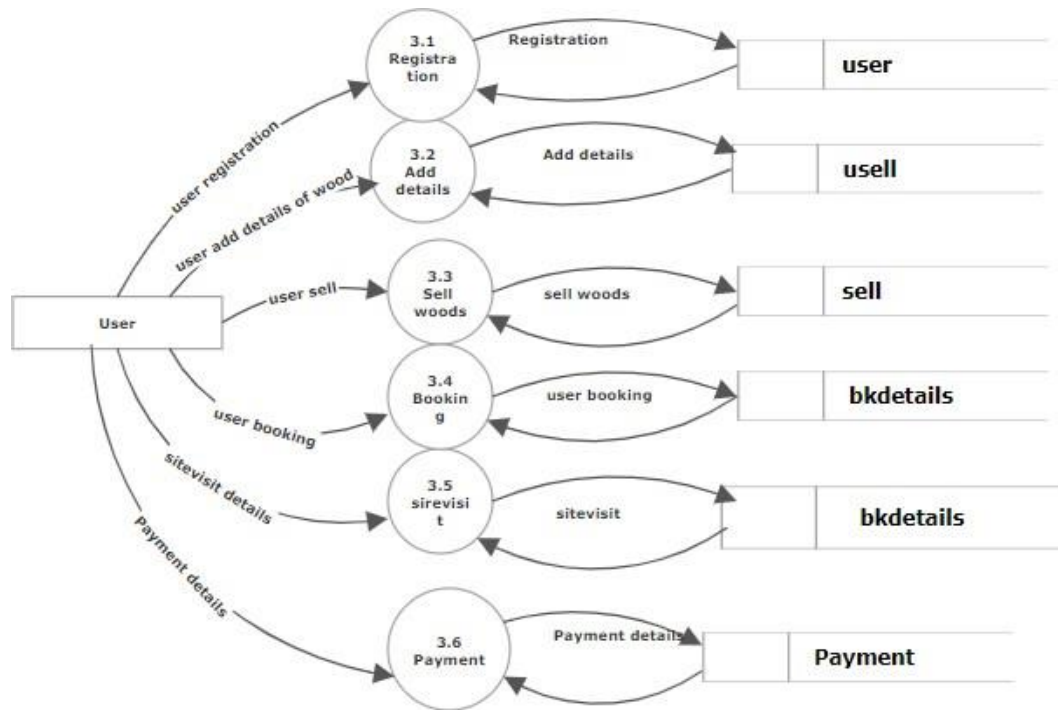 3.1
Registra
tion
Registration
user
user registration
3.2
Add
details
Add details
usell
user add details of wood
3.3
Sell
woods
sell woods
sell
user sell
User
3.4
Bookin
g
user booking
bkdetails
user booking
3.5
sirevisi
t
sitevisit
bkdetails
sitevisit details
Payment details
3.6
Payment
Payment details
Payment